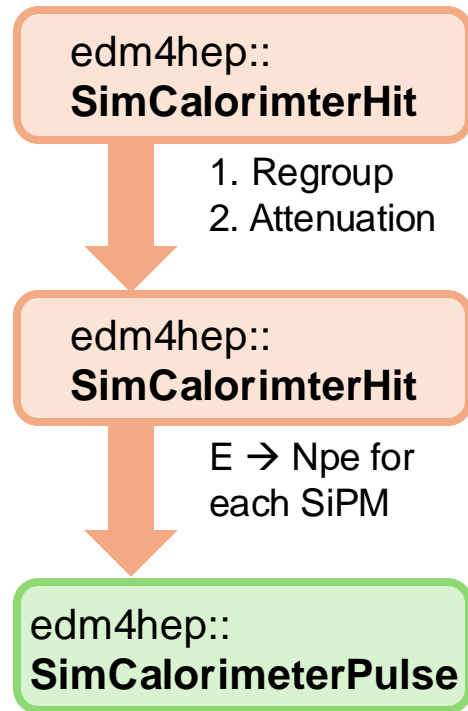 edm4hep::
SimCalorimterHit
1. Regroup
2. Attenuation
edm4hep::
SimCalorimterHit
E → Npe for
each SiPM
edm4hep::
SimCalorimeterPulse